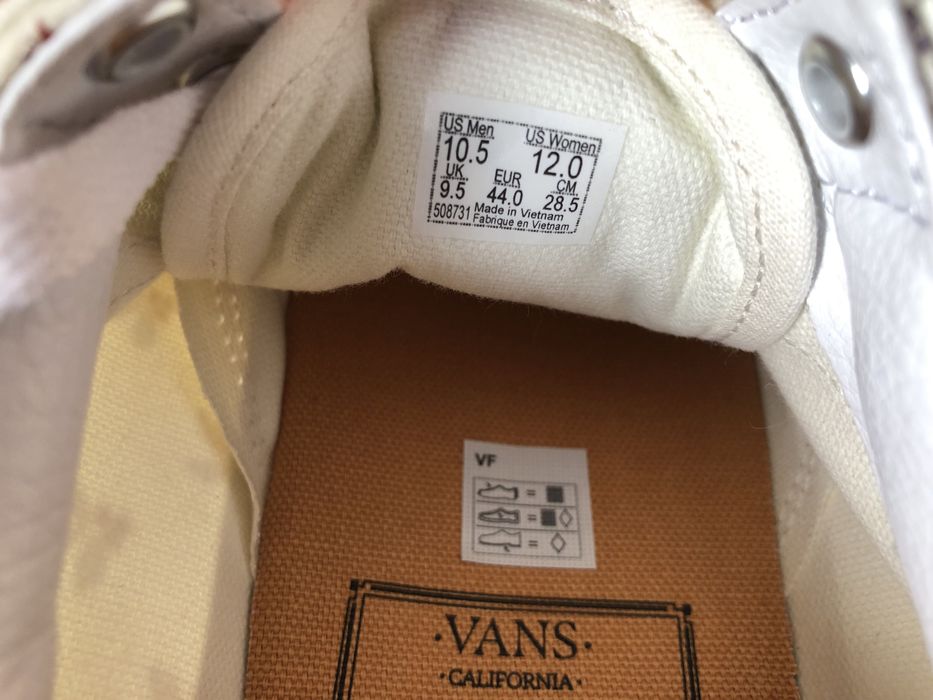 US Men US Women
10.5 12.0
UK EUR CM
9.5 44.0 28.5
508731 Made in Vietnam
Fabrique en Vietnam
VF
=
=
=
·VANS·
·CALIFORNIA·